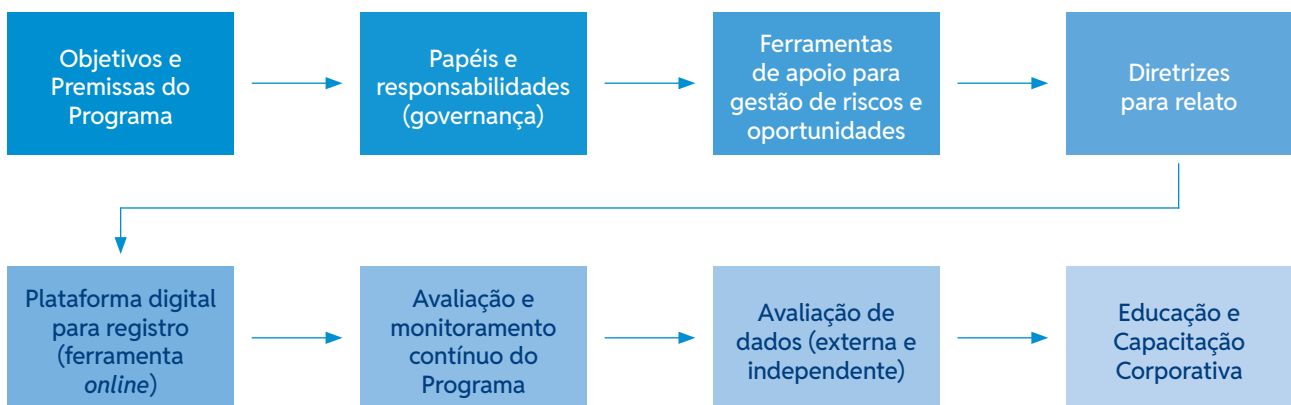 Objetivos e
Premissas do
Programa
Papéis e
responsabilidades
(governança)
Ferramentas
de apoio para
gestão de riscos e
oportunidades
Diretrizes
para relato
Plataforma digital
para registro
(ferramenta
online)
Avaliação e
monitoramento
contínuo do
Programa
Avaliação de
dados (externa e
independente)
Educação e
Capacitação
Corporativa